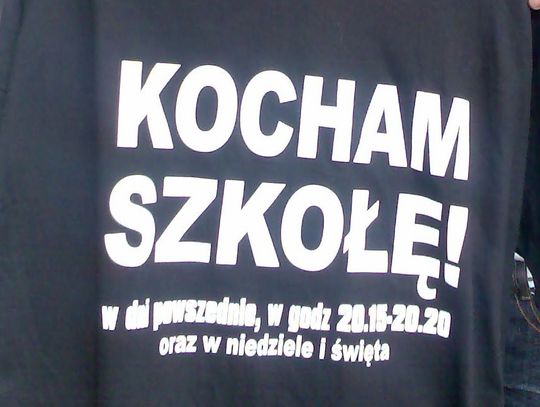 KOCHAM
SZKOŁĘ!
w dni powszednie, w godz 20.15-20.20
oraz w niedziele i święta